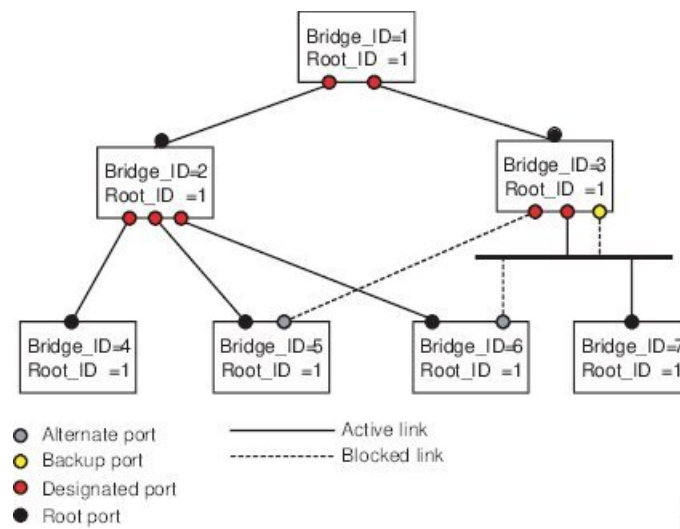 Bridge_ID=1
Root_ID =1
Bridge_ID=2
Root_ID =1
Bridge_ID=3
Root_ID =1
Bridge_ID=4
Root_ID =1
Bridge_ID=5
Root_ID =1
Bridge_ID=6
Root_ID =1
Bridge_ID=7
Root_ID =1
Alternate port
Backup port
Designated port
Root port
Active link
Blocked link